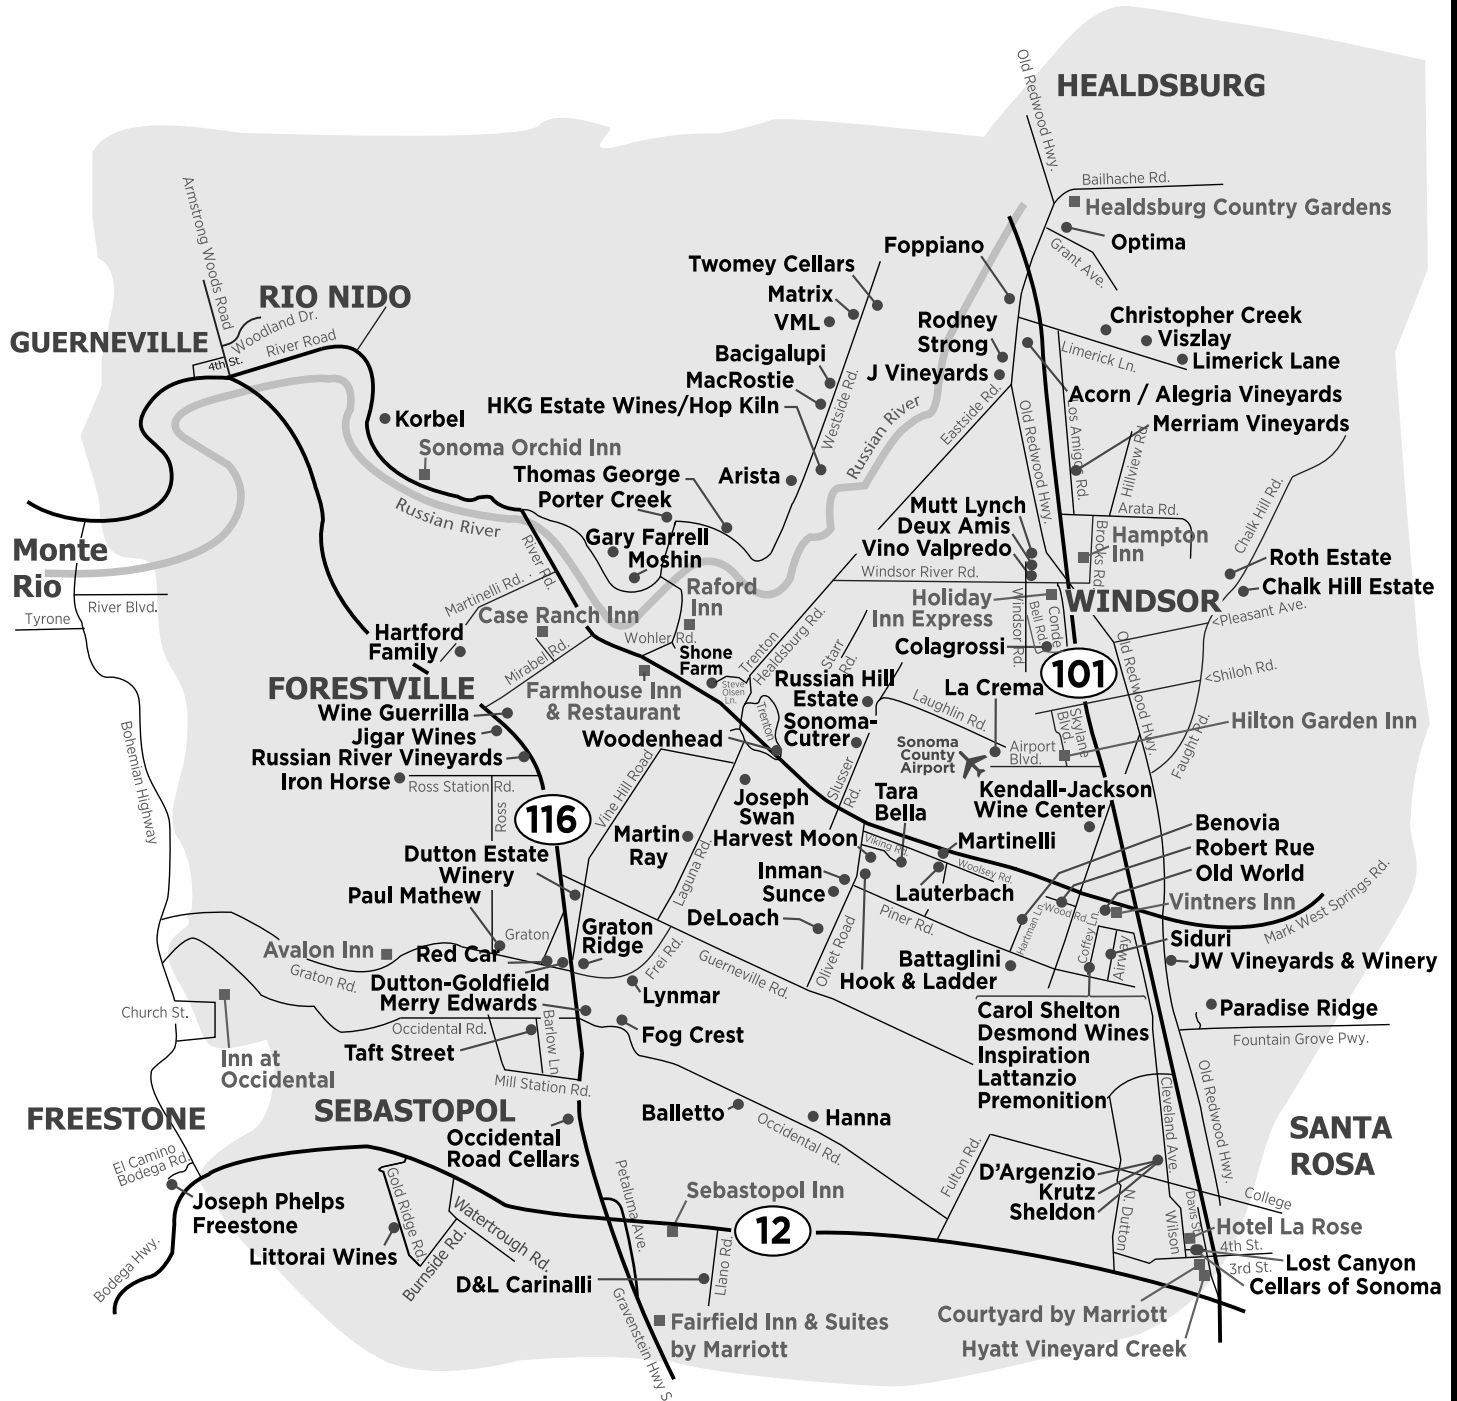 Old Redwood Hwy.
HEALDSBURG
Bailhache Rd.
Healdsburg Country Gardens
Optima
Grant Ave.
Foppiano
Twomey Cellars
Matrix
VML
Armstrong Woods Road
RIO NIDO
Woodland Dr.
River Road
GUERNEVILLE
4th St.
Rodney
Strong
J Vineyards
Christopher Creek
Viszlay
Limerick Lane
Limerick Ln.
Acorn / Alegria Vineyards
Merriam Vineyards
Bacigalupi
MacRostie
HKG Estate Wines/Hop Kiln
Westside Rd.
Russian River
Eastside Rd.
Old Redwood Hwy.
Los Amigos Rd.
Hillview Rd.
Chalk Hill Rd.
Korbel
Sonoma Orchid Inn
Thomas George
Porter Creek
Arista
Russian River
Gary Farrell
Moshin
River Rd.
Mutt Lynch
Deux Amis
Vino Valpredo
Arata Rd.
Brooks Rd.
Hampton
Inn
Roth Estate
Chalk Hill Estate
Monte
Rio
River Blvd.
Tyrone
Martinelli Rd.
Case Ranch Inn
Raford
Inn
Windsor River Rd.
Holiday
Inn Express
WINDSOR
<Pleasant Ave.
Windsor Rd.
Bell Rd.
Conde
Colagrossi
101
Old Redwood Hwy.
<Shiloh Rd.
Hartford
Family
Mirabel Rd.
Wohler Rd.
Shone
Farm
Steve
Olsen
Ln.
Trenton
Healdsburg Rd.
Starr
Rd.
Russian Hill
Estate
La Crema
Laughlin Rd.
FORESTVILLE
Farmhouse Inn
& Restaurant
Wine Guerrilla
Jigar Wines
Russian River Vineyards
Iron Horse
Ross Station Rd.
Ross
116
Bohemian Highway
Woodenhead
Trenton
Sonoma-
Cutrer
Sonoma
County
Airport
Airport
Blvd.
Skylane
Blvd.
Hilton Garden Inn
Faught Rd.
Vine Hill Road
Joseph
Swan
Slusser
Rd.
Tara
Bella
Kendall-Jackson
Wine Center
Martin
Ray
Laguna Rd.
Harvest Moon
Viking Rd.
Martinelli
Woolsey Rd.
Lauterbach
Benovia
Robert Rue
Old World
Vintners Inn
Mark West Springs Rd.
Dutton Estate
Winery
Paul Mathew
Inman
Sunce
DeLoach
Olivet Road
Piner Rd.
Hartman Ln.
Wood Rd.
Coffey Ln.
Airway
Siduri
JW Vineyards & Winery
Graton
Graton
Ridge
Avalon Inn
Graton Rd.
Red Car
Dutton-Goldfield
Merry Edwards
Frei Rd.
Guerneville Rd.
Lynmar
Fog Crest
Battaglini
Hook & Ladder
Carol Shelton
Desmond Wines
Inspiration
Lattanzio
Premonition
Paradise Ridge
Fountain Grove Pwy.
Church St.
Inn at
Occidental
Occidental Rd.
Taft Street
Barlow Ln
Mill Station Rd.
FREESTONE
SEBASTOPOL
Occidental
Road Cellars
Balletto
Hanna
Occidental Rd.
Cleveland Ave.
Old Redwood Hwy.
SANTA
ROSA
El Camino
Bodega Rd.
Joseph Phelps
Freestone
Bodega Hwy.
Gold Ridge Rd.
Littorai Wines
Burnside Rd.
Watertrough Rd.
Petaluma Ave.
Sebastopol Inn
12
D&L Carinalli
Llano Rd.
Fulton Rd.
D'Argenzio
Krutz
Sheldon
N. Dutton
Wilson
Davis St.
College
Hotel La Rose
4th St.
3rd St.
Lost Canyon
Cellars of Sonoma
Gravenstein Hwy S
Fairfield Inn & Suites
by Marriott
Courtyard by Marriott
Hyatt Vineyard Creek